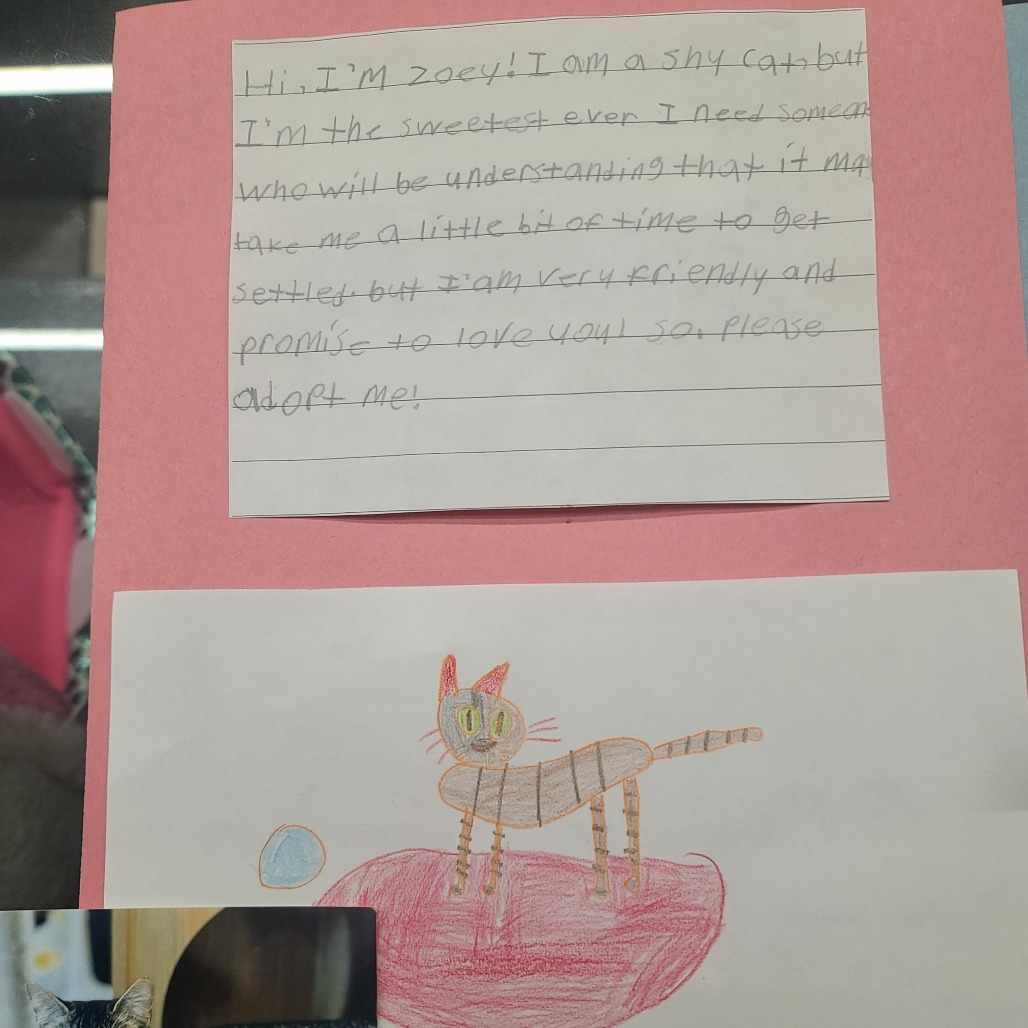 Hi, I'm zoey! I am a shy cat, but
I'm the sweetest ever I need someon
who will be understanding that it may
take me a little bit of time to get
settled. but I'am very friendly and
promise to love you! so, please
adopt me!